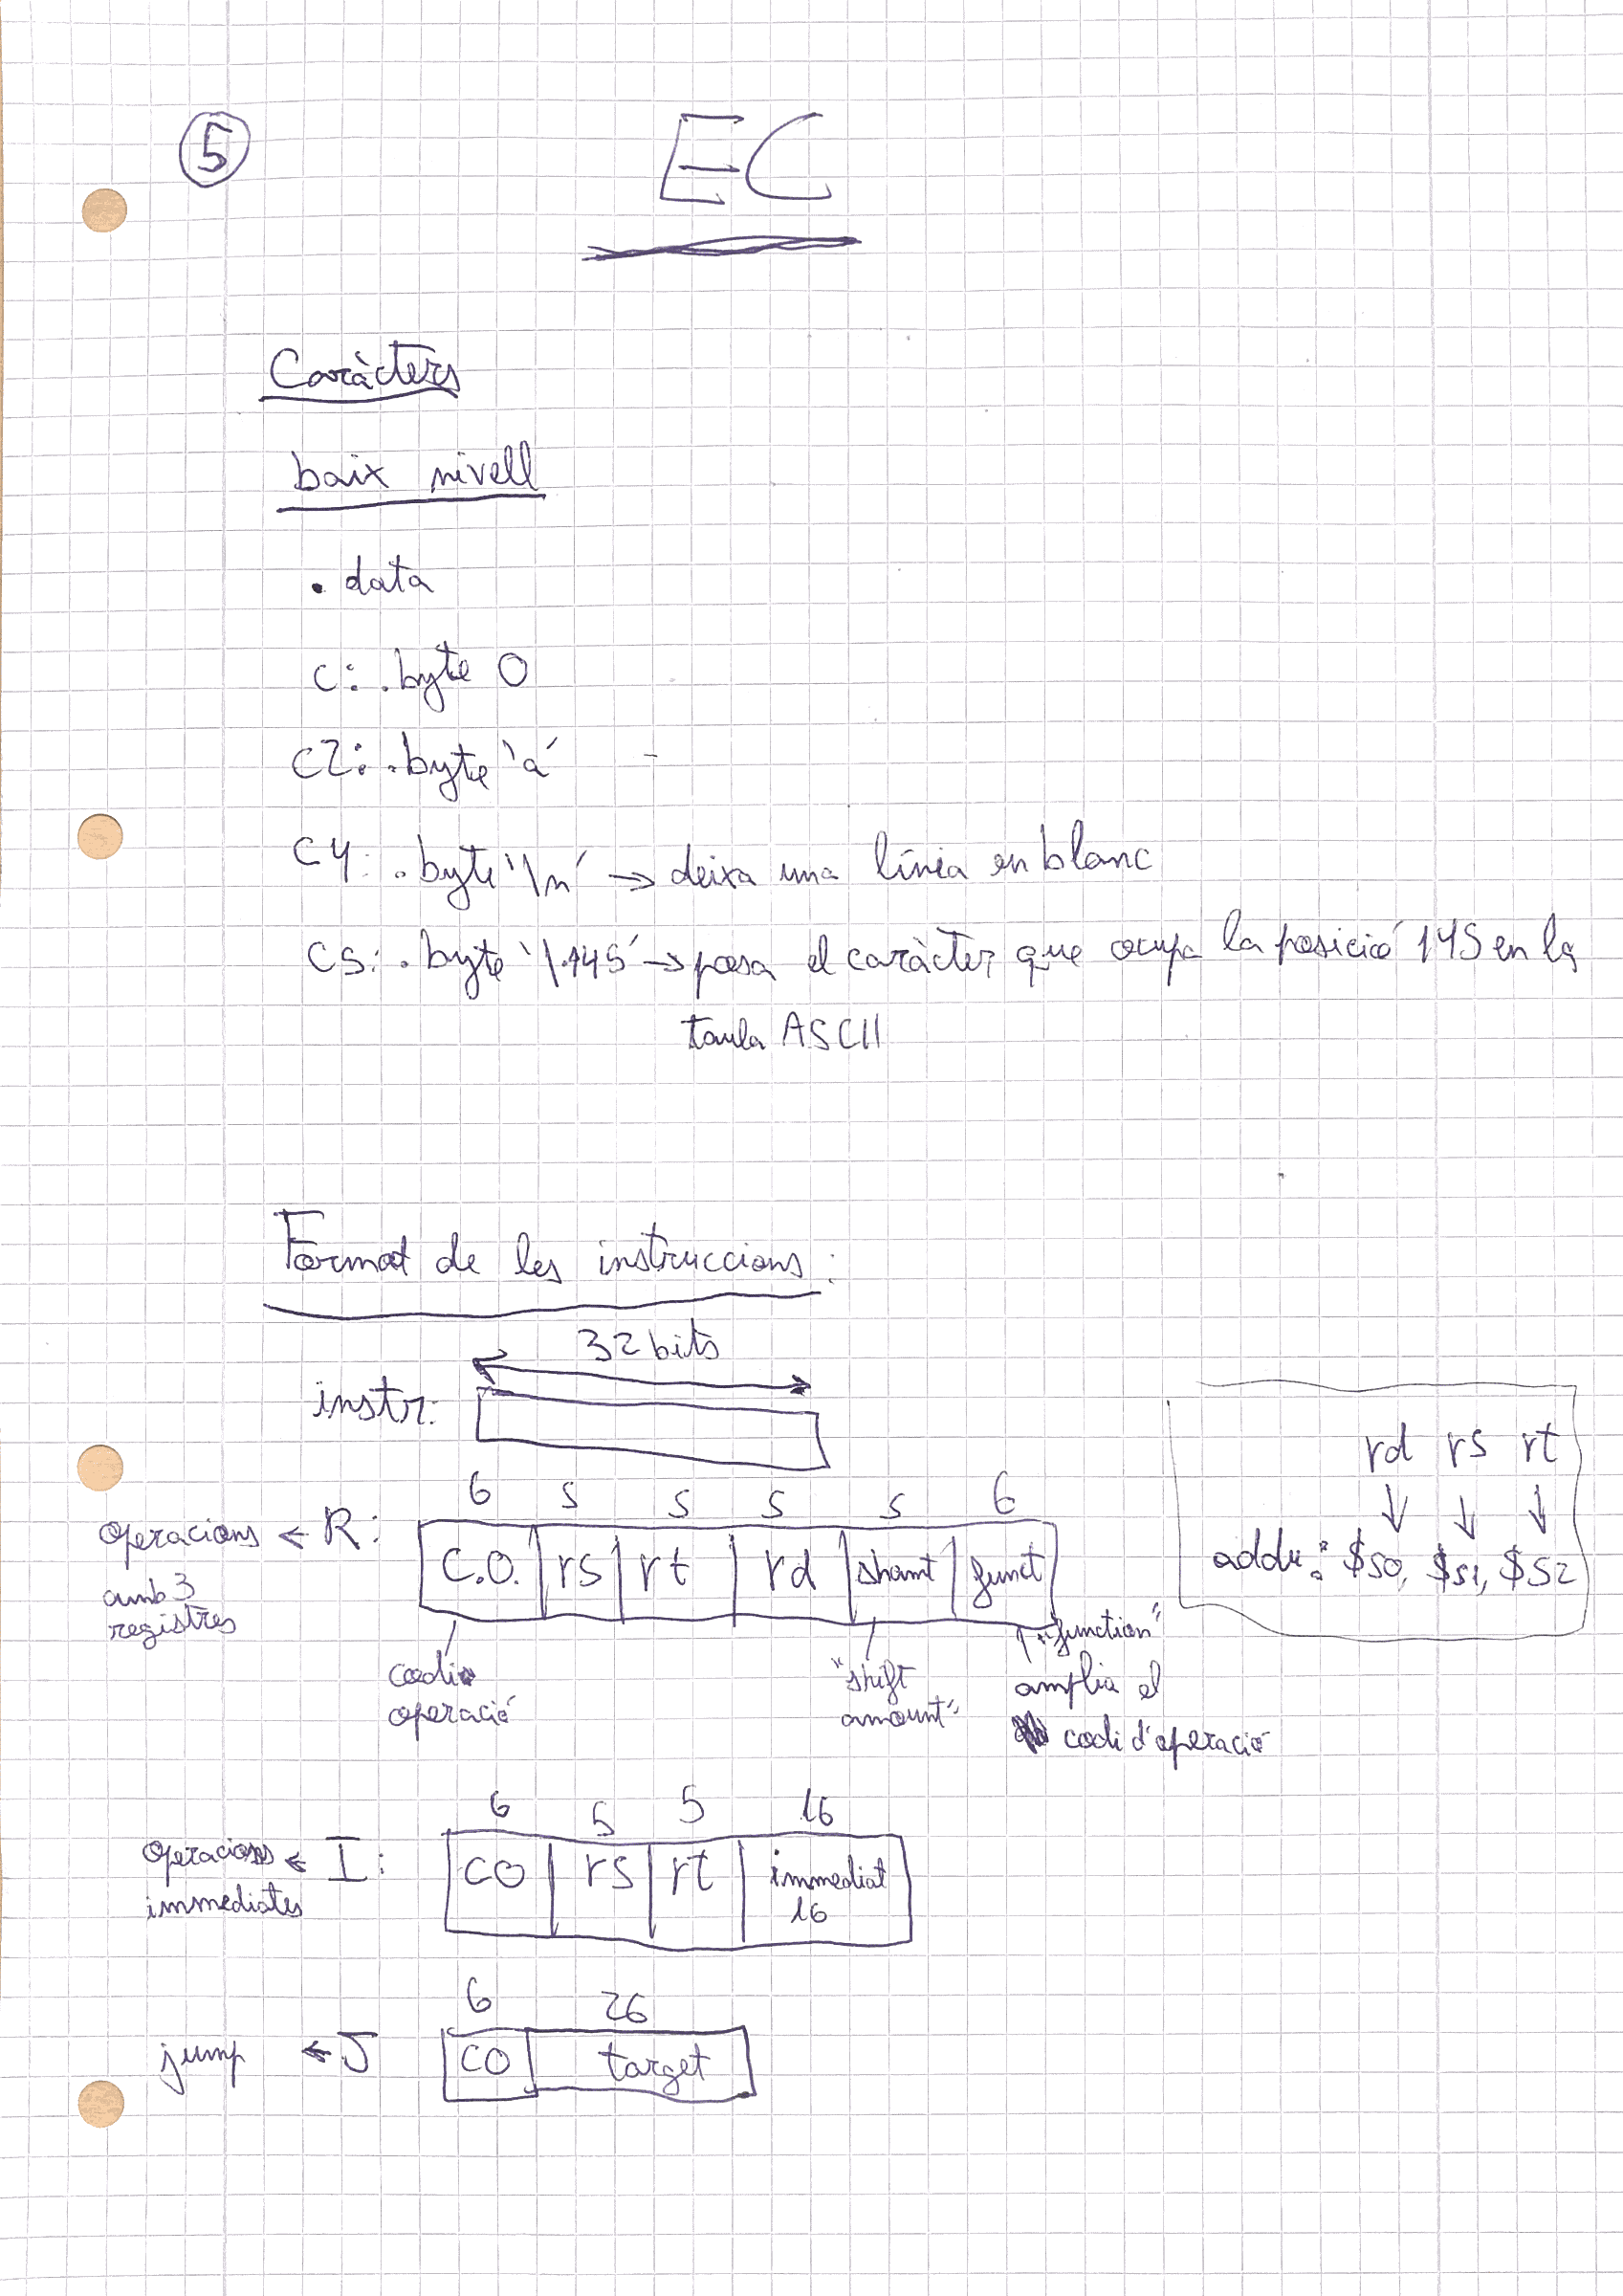 5
EC
Caràcters
baix nivell
.data
c: .byte 0
c2: .byte 'a'
c4: .byte '\n' → deixa una línia en blanc
c5: .byte '\145' → posa el caràcter que ocupa la posició 145 en la
taula ASCII
Format de les instruccions:
32 bits
instr:
rd rs rt
addu: $s0, $s1, $s2
6 5 5 5 5 6
operacions ← R: C.O. rs rt rd shamt funct
amb 3
registres
codi
operació
"shift
amount"
"function"
amplia el
codi d'operació
6 5 5 16
operacions ← I: CO rs rt immediat
immediates 16
6 26
jump ← J CO target